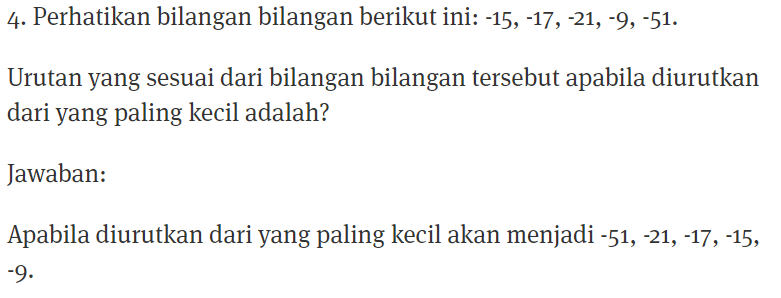 4. Perhatikan bilangan bilangan berikut ini: -15, -17, -21, -9, -51.
Urutan yang sesuai dari bilangan bilangan tersebut apabila diurutkan
dari yang paling kecil adalah?
Jawaban:
Apabila diurutkan dari yang paling kecil akan menjadi -51, -21, -17, -15,
-9.